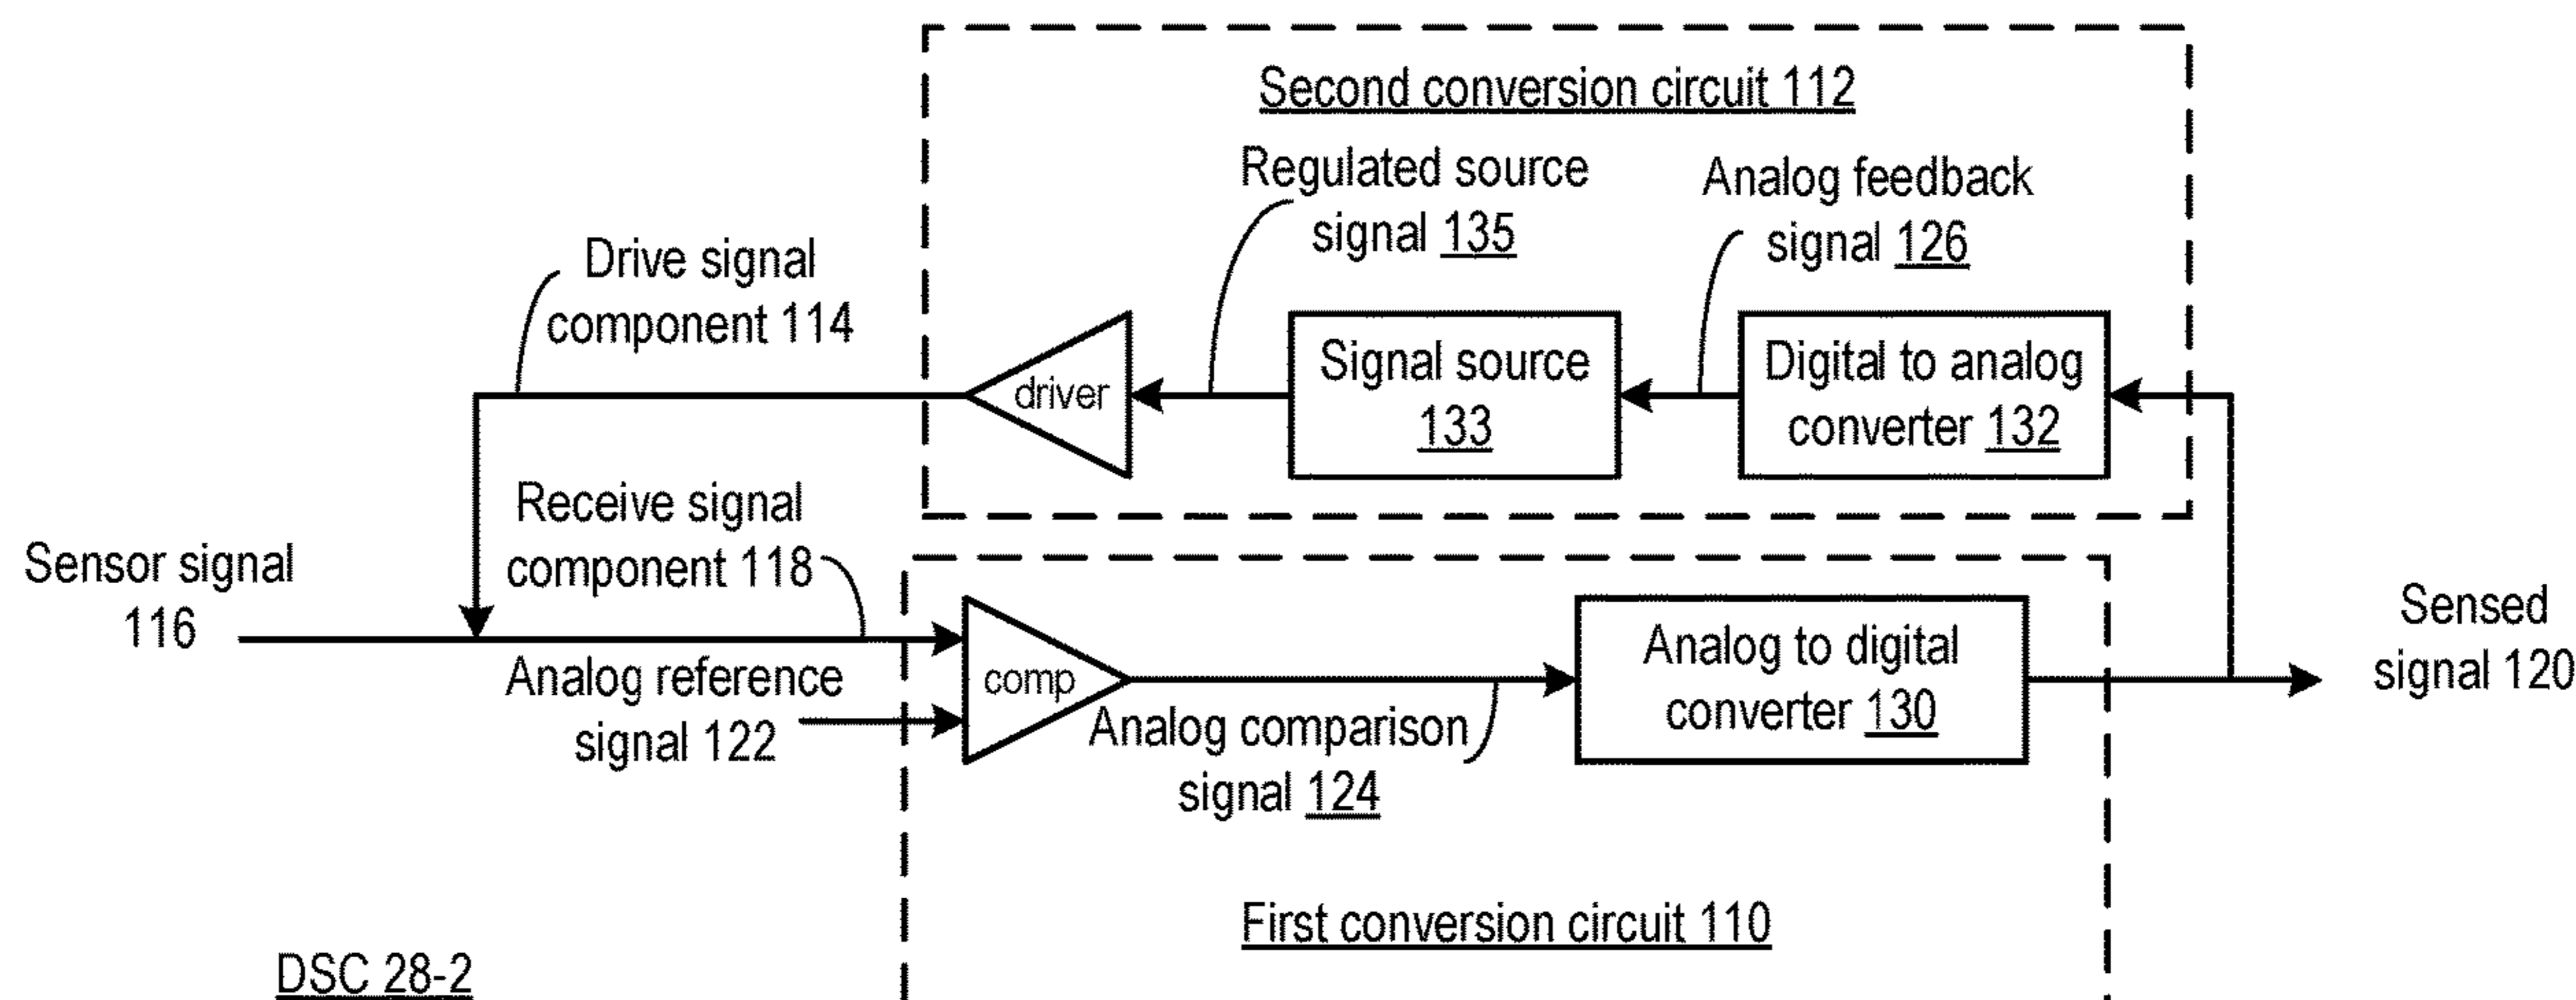 Second conversion circuit 112
Regulated source
signal 135
Analog feedback
signal 126
Drive signal
component 114
driver
Signal source
133
Digital to analog
converter 132
Receive signal
component 118
Sensor signal
116
Analog reference
signal 122
comp
Analog comparison
signal 124
Analog to digital
converter 130
Sensed
signal 120
First conversion circuit 110
DSC 28-2